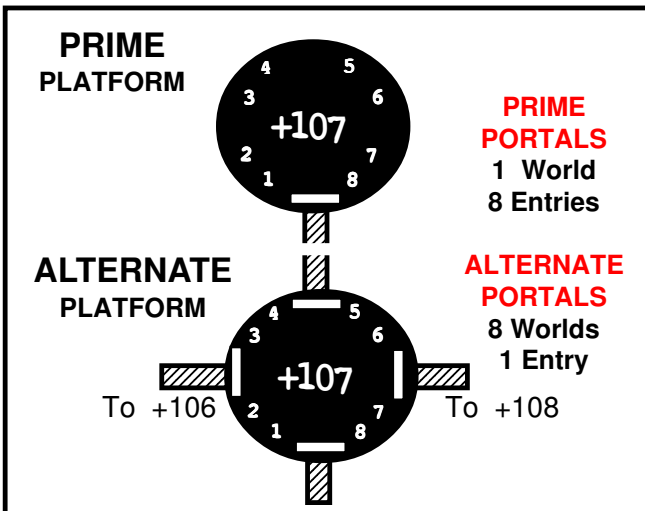 PRIME
PLATFORM
4 5
3 6
+107
2 7
1 8
PRIME
PORTALS
1 World
8 Entries
ALTERNATE
PLATFORM
4 5
3 6
+107
2 7
1 8
To +106
To +108
ALTERNATE
PORTALS
8 Worlds
1 Entry